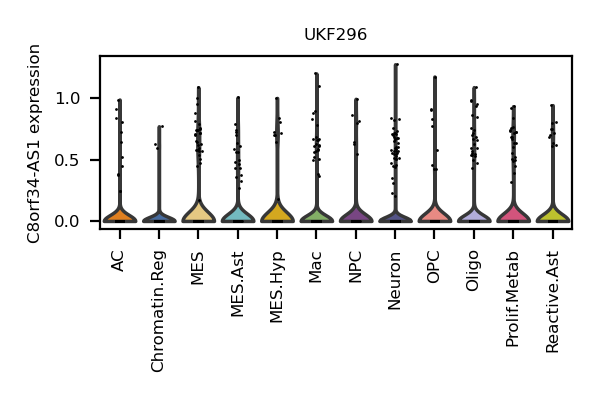 UKF296
C8orf34-AS1 expression
1.0
0.5
0.0
AC
Chromatin.Reg
MES
MES.Ast
MES.Hyp
Mac
NPC
Neuron
OPC
Oligo
Prolif.Metab
Reactive.Ast